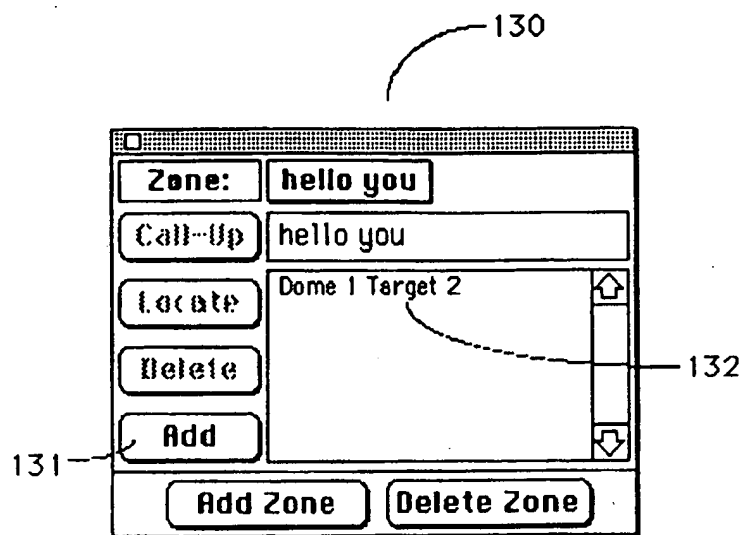 130
Zone: hello you
Call-Up hello you
Locate Dome 1 Target 2
Delete
132
Add
131
Add Zone Delete Zone